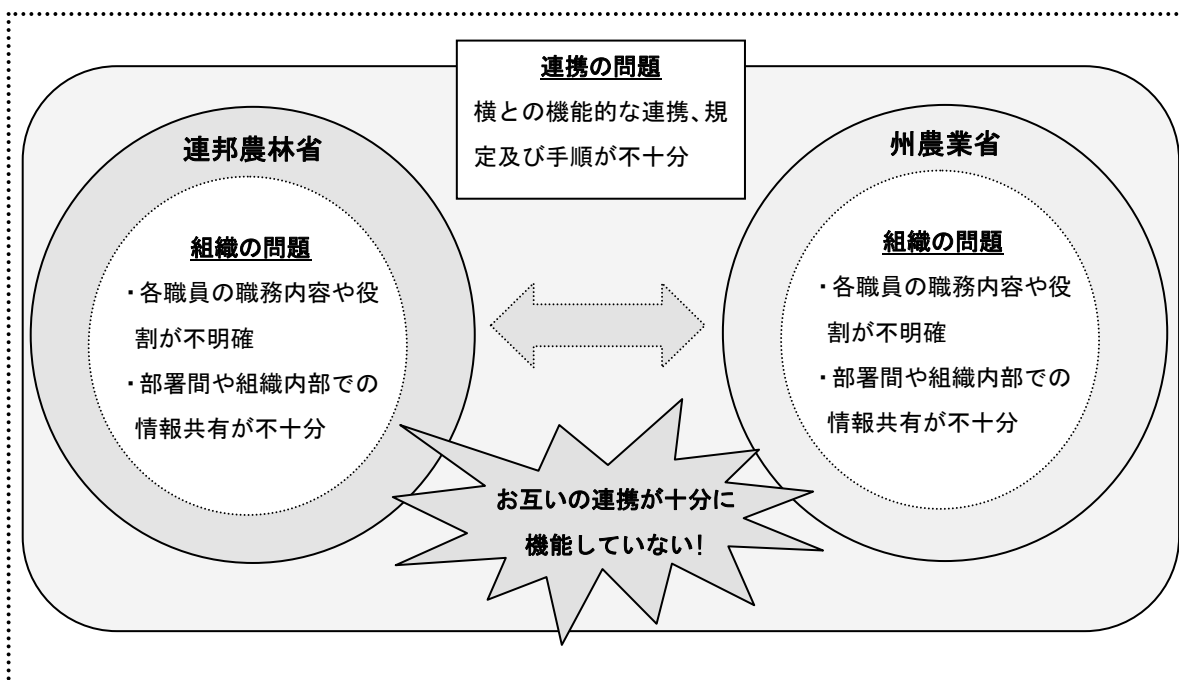 連携の問題
横との機能的な連携、規
定及び手順が不十分
連邦農林省
組織の問題
・各職員の職務内容や役
割が不明確
・部署間や組織内部での
情報共有が不十分
州農業省
組織の問題
・各職員の職務内容や役
割が不明確
・部署間や組織内部での
情報共有が不十分
お互いの連携が十分に
機能していない!